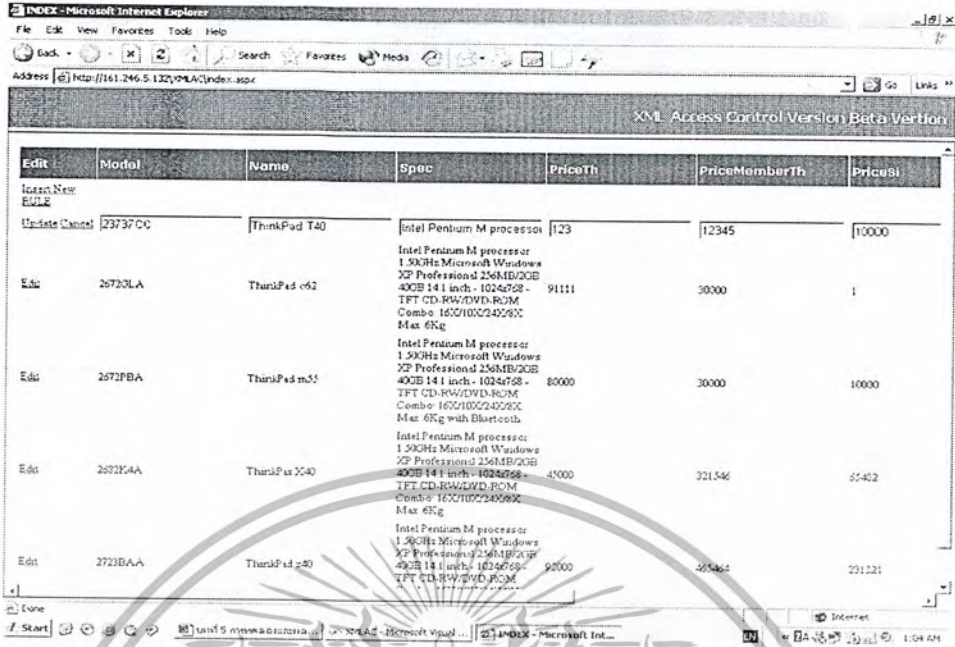 INDEX - Microsoft Internet Explorer
File Edit View Favorites Tools Help
Back Search Favorites Media
Address http://161.246.5.132/XMLAC/index.aspx Go Links »
XML Access Control Version Beta Vertion
Edit Model Name Spec PriceTh PriceMemberTh PriceSi
Insert New
RULE
Update Cancel 23737CC ThinkPad T40 Intel Pentium M processor 123 12345 10000
Intel Pentium M processor
1.50GHz Microsoft Windows
XP Professional 256MB/2GB
40GB 14.1 inch - 1024x768 -
TFT CD-RW/DVD-ROM
Combo: 16X/10X/24X/8X
Max .6Kg
Edit ThinkPad 91111 30000 1
Intel Pentium M processor
1.50GHz Microsoft Windows
XP Professional 256MB/2GB
40GB 14.1 inch - 1024x768 -
TFT CD-RW/DVD-ROM
Combo: 16X/10X/24X/8X
Max .6Kg with Bluetooth
Edit 2672PBA ThinkPad m55 80000 30000 10000
Intel Pentium M processor
1.50GHz Microsoft Windows
XP Professional 256MB/2GB
40GB 14.1 inch - 1024x768 -
TFT CD-RW/DVD-ROM
Combo: 16X/10X/24X/8X
Max .6Kg
Edit X40 45000 321546
Intel Pentium M processor
1.50GHz Microsoft Windows
XP Professional 256MB/2GB
40GB 14.1 inch - 1024x768 -
TFT CD-RW/DVD-ROM
Edit 2723BAA ThinkPad z40 92000 465464
Done Internet
Start XMLAC - Microsoft Visual ... INDEX - Microsoft Int... EN 1:04 AM